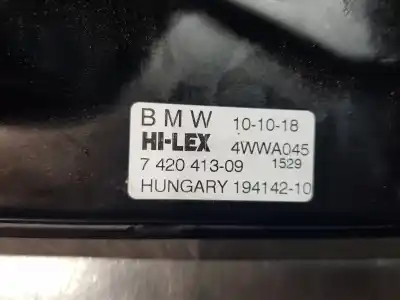 BMW 10-10-18
HI-LEX 4WWA045
7 420 413-09 1529
HUNGARY 194142-10